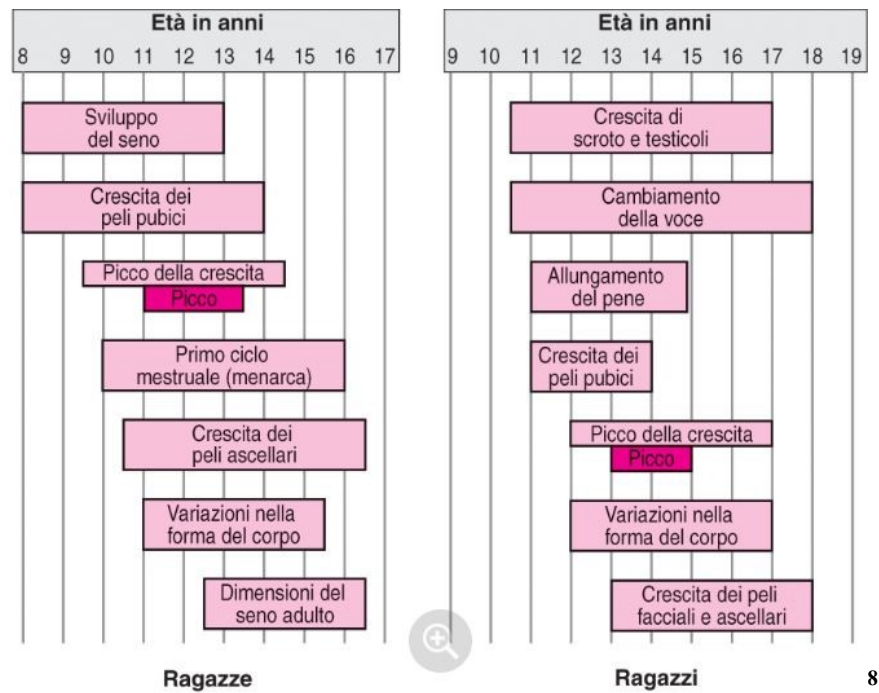 Età in anni
8 9 10 11 12 13 14 15 16 17
Sviluppo
del seno
Crescita dei
peli pubici
Picco della crescita
Picco
Primo ciclo
mestruale (menarca)
Crescita dei
peli ascellari
Variazioni nella
forma del corpo
Dimensioni del
seno adulto
Ragazze
Età in anni
9 10 11 12 13 14 15 16 17 18 19
Crescita di
scroto e testicoli
Cambiamento
della voce
Allungamento
del pene
Crescita dei
peli pubici
Picco della crescita
Picco
Variazioni nella
forma del corpo
Crescita dei peli
facciali e ascellari
Ragazzi
8